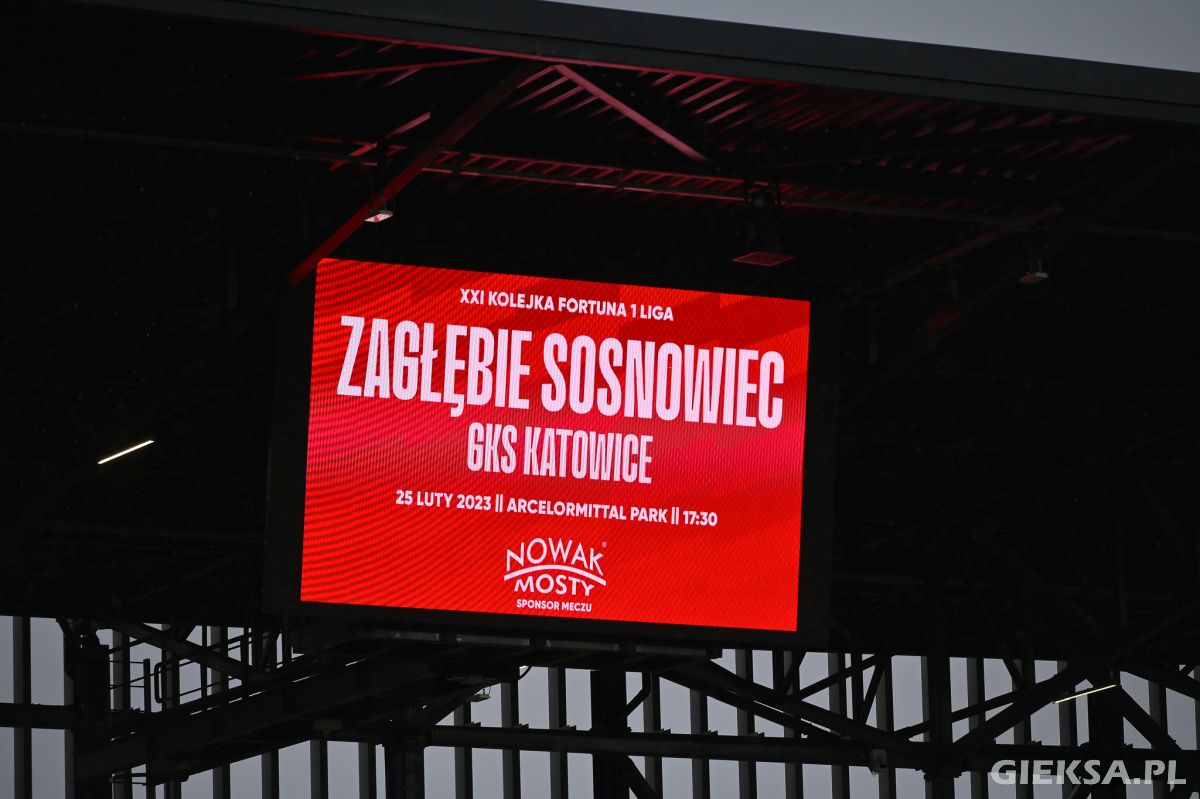 XXI KOLEJKA FORTUNA 1 LIGA
ZAGŁĘBIE SOSNOWIEC
GKS KATOWICE
25 LUTY 2023 || ARCELORMITTAL PARK || 17:30
NOWAK®
MOSTY
SPONSOR MECZU
GIEKSA.PL